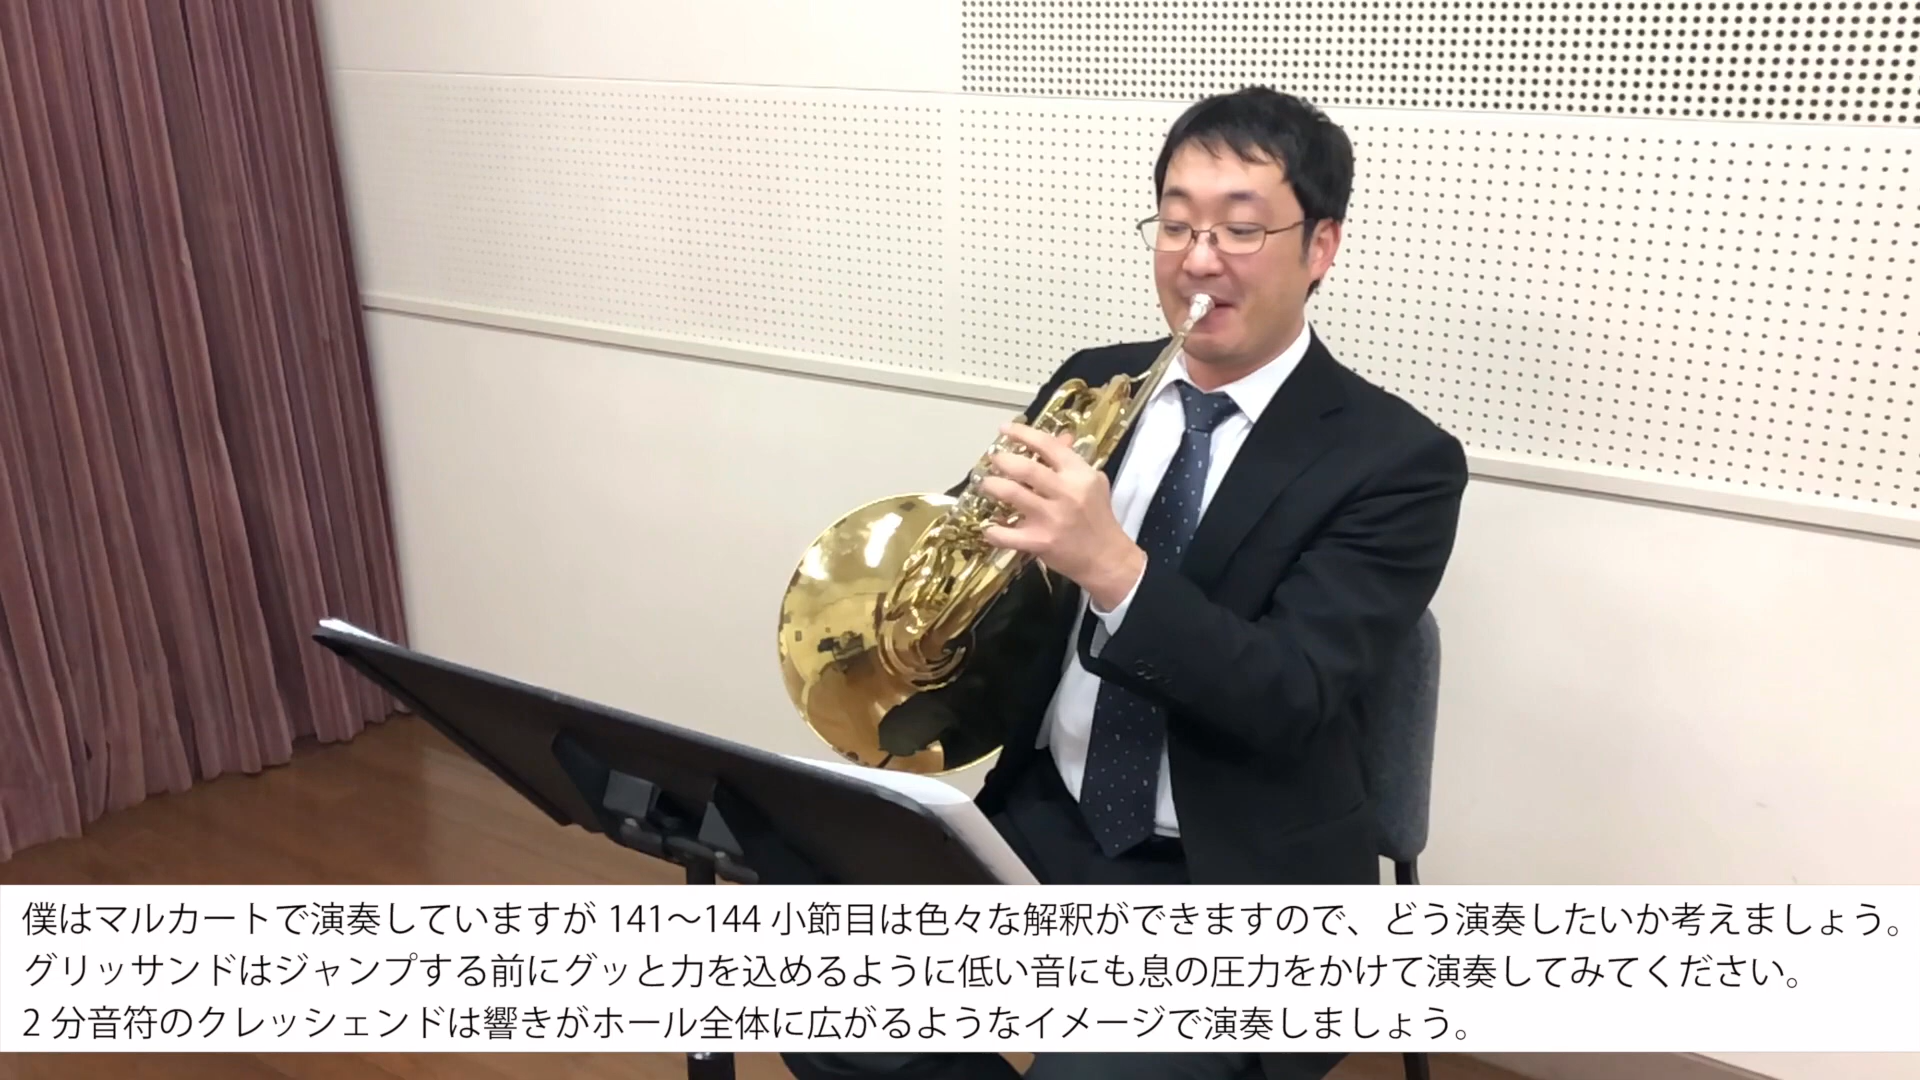 僕はマルカートで演奏していますが 141～144 小節目は色々な解釈ができますので、どう演奏したいか考えましょう。
グリッサンドはジャンプする前にグッと力を込めるように低い音にも息の圧力をかけて演奏してみてください。
2 分音符のクレッシェンドは響きがホール全体に広がるようなイメージで演奏しましょう。